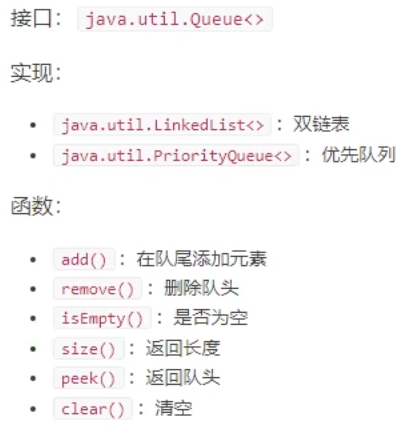 接口： java.util.Queue<>
实现：
• java.util.LinkedList<> ：双链表
• java.util.PriorityQueue<> ：优先队列
函数：
• add() ：在队尾添加元素
• remove() ：删除队头
• isEmpty() ：是否为空
• size() ：返回长度
• peek() ：返回队头
• clear() ：清空